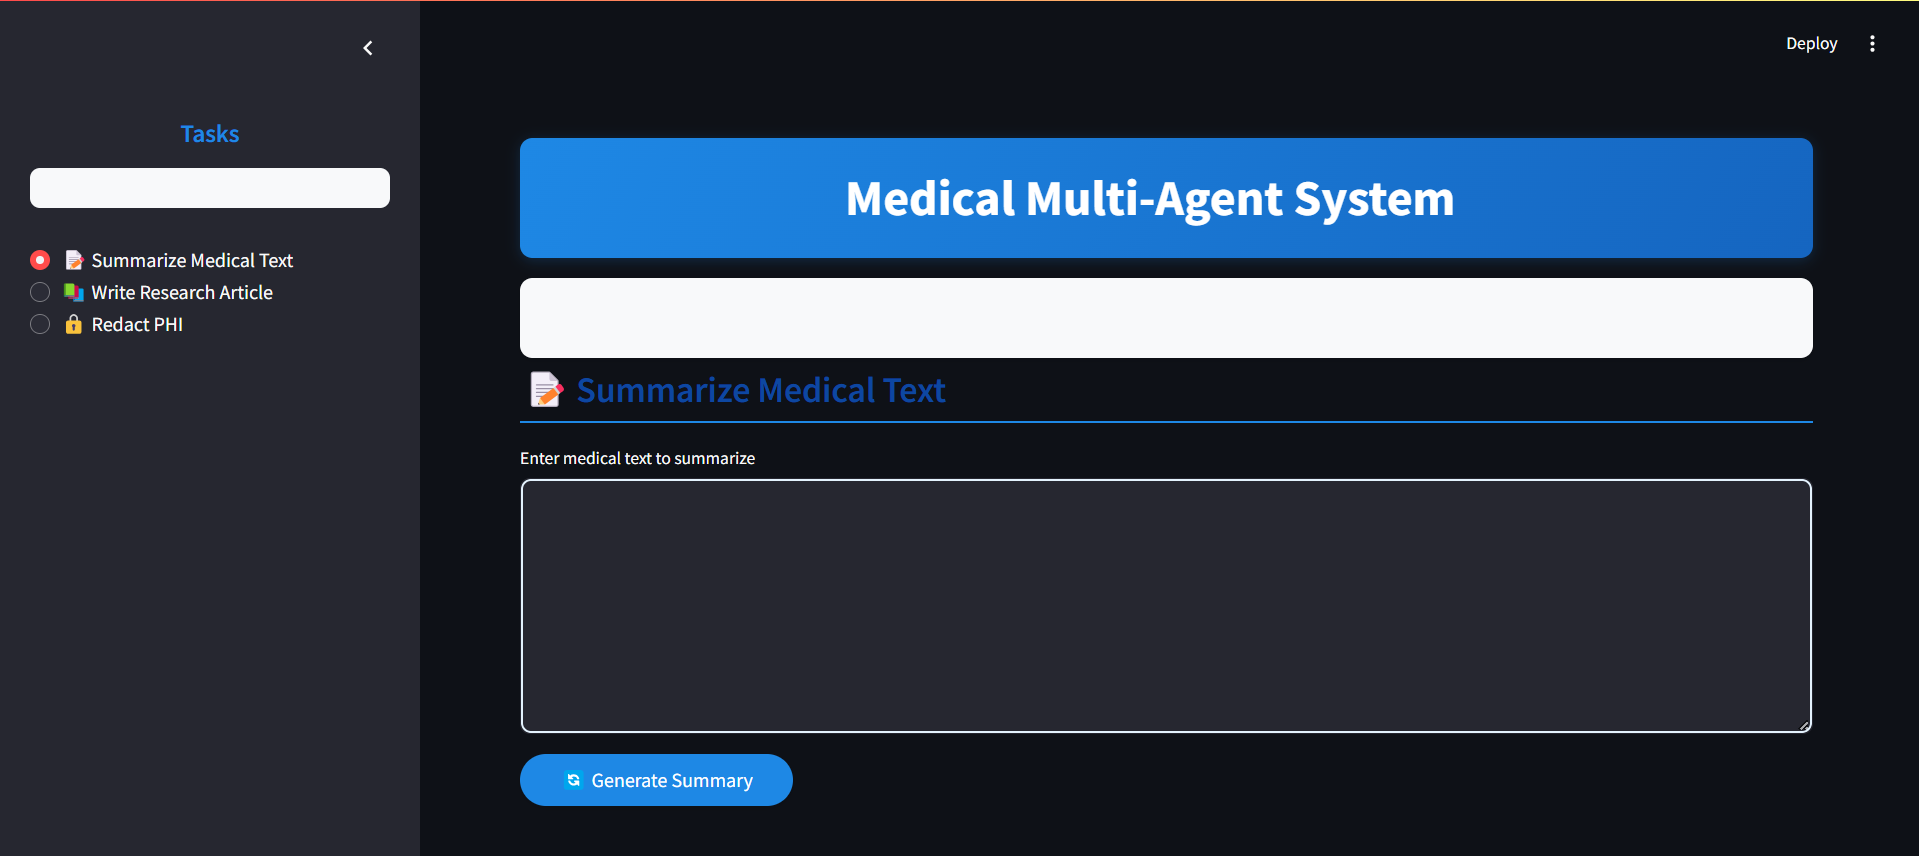 Deploy
Tasks
Summarize Medical Text
Write Research Article
Redact PHI
Medical Multi-Agent System
Summarize Medical Text
Enter medical text to summarize
Generate Summary